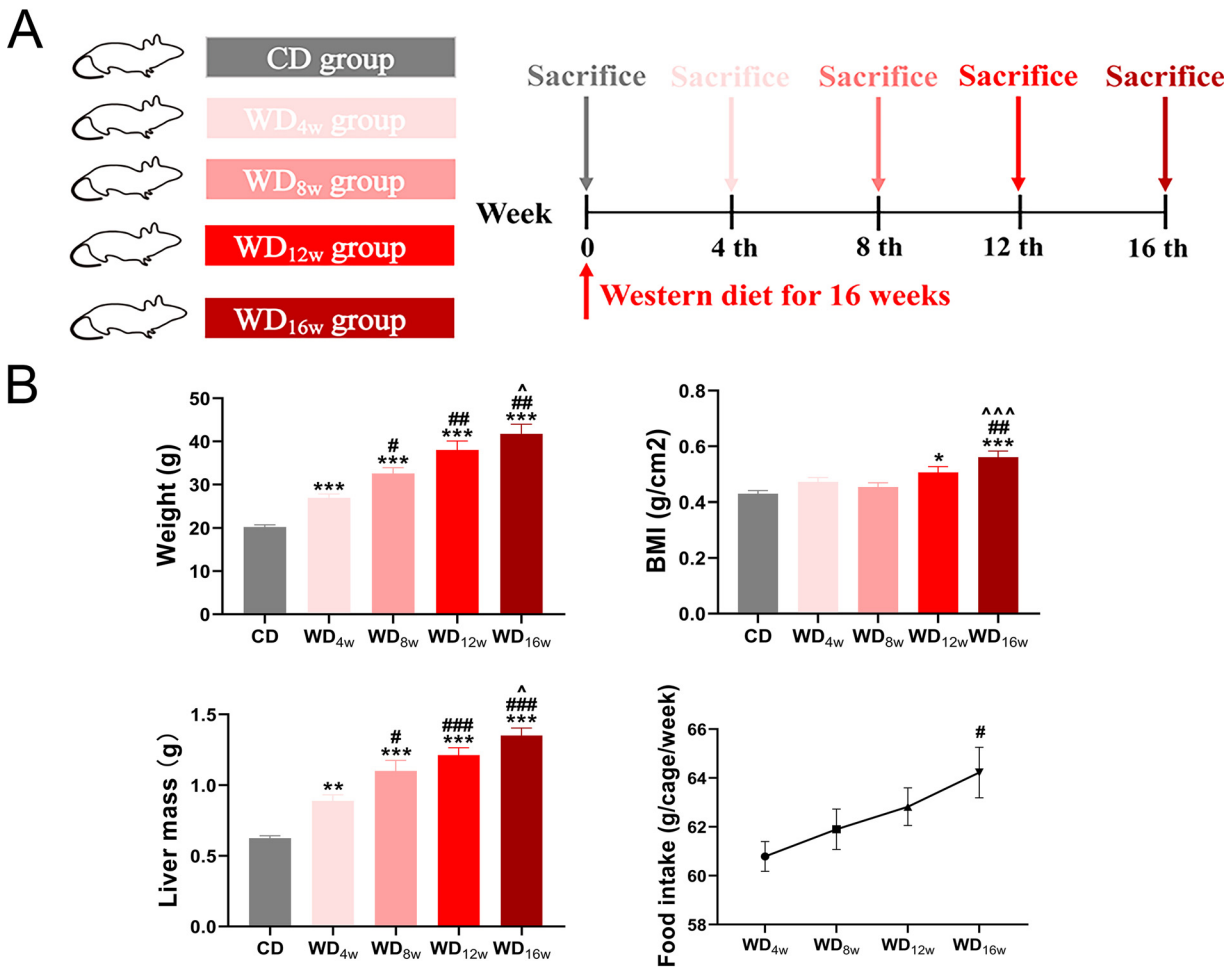 A
CD group
WD4w group
WD8w group
WD12w group
WD16w group
Sacrifice Sacrifice Sacrifice Sacrifice Sacrifice
Week
0 4 th 8 th 12 th 16 th
Western diet for 16 weeks
B
Weight (g)
50
40
30
20
10
0
***
#
***
##
***
^
##
***
CD WD4w WD8w WD12w WD16w
BMI (g/cm2)
0.8
0.6
0.4
0.2
0.0
*
^^^
##
***
CD WD4w WD8w WD12w WD16w
Liver mass (g)
1.5
1.0
0.5
0.0
**
#
***
###
***
^
###
***
CD WD4w WD8w WD12w WD16w
Food intake (g/cage/week)
66
64
62
60
58
#
WD4w WD8w WD12w WD16w